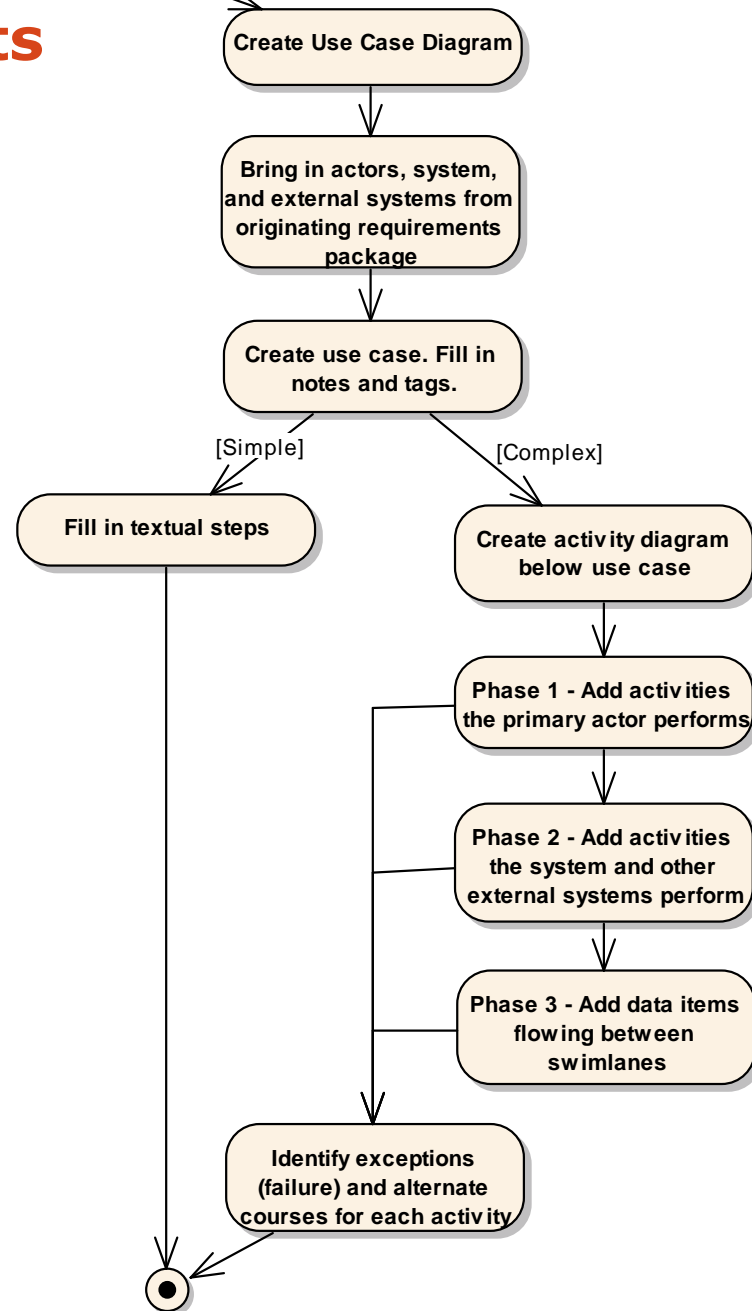 ts
Create Use Case Diagram
Bring in actors, system,
and external systems from
originating requirements
package
Create use case. Fill in
notes and tags.
[Simple]
[Complex]
Fill in textual steps
Create activity diagram
below use case
Phase 1 - Add activities
the primary actor performs
Phase 2 - Add activities
the system and other
external systems perform
Phase 3 - Add data items
flowing between
swimlanes
Identify exceptions
(failure) and alternate
courses for each activity